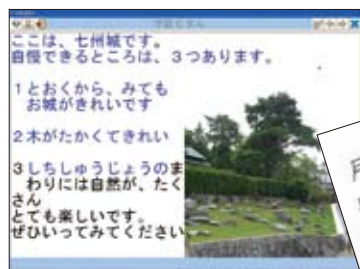 ここは、七州城です。
自慢できるところは、３つあります。
１とおくから、みても
お城がきれいです
２木がたかくてきれい
３しちしゅうじょうのま
わりには自然が、たく
さん
とても楽しいです。
ぜひいってみてください